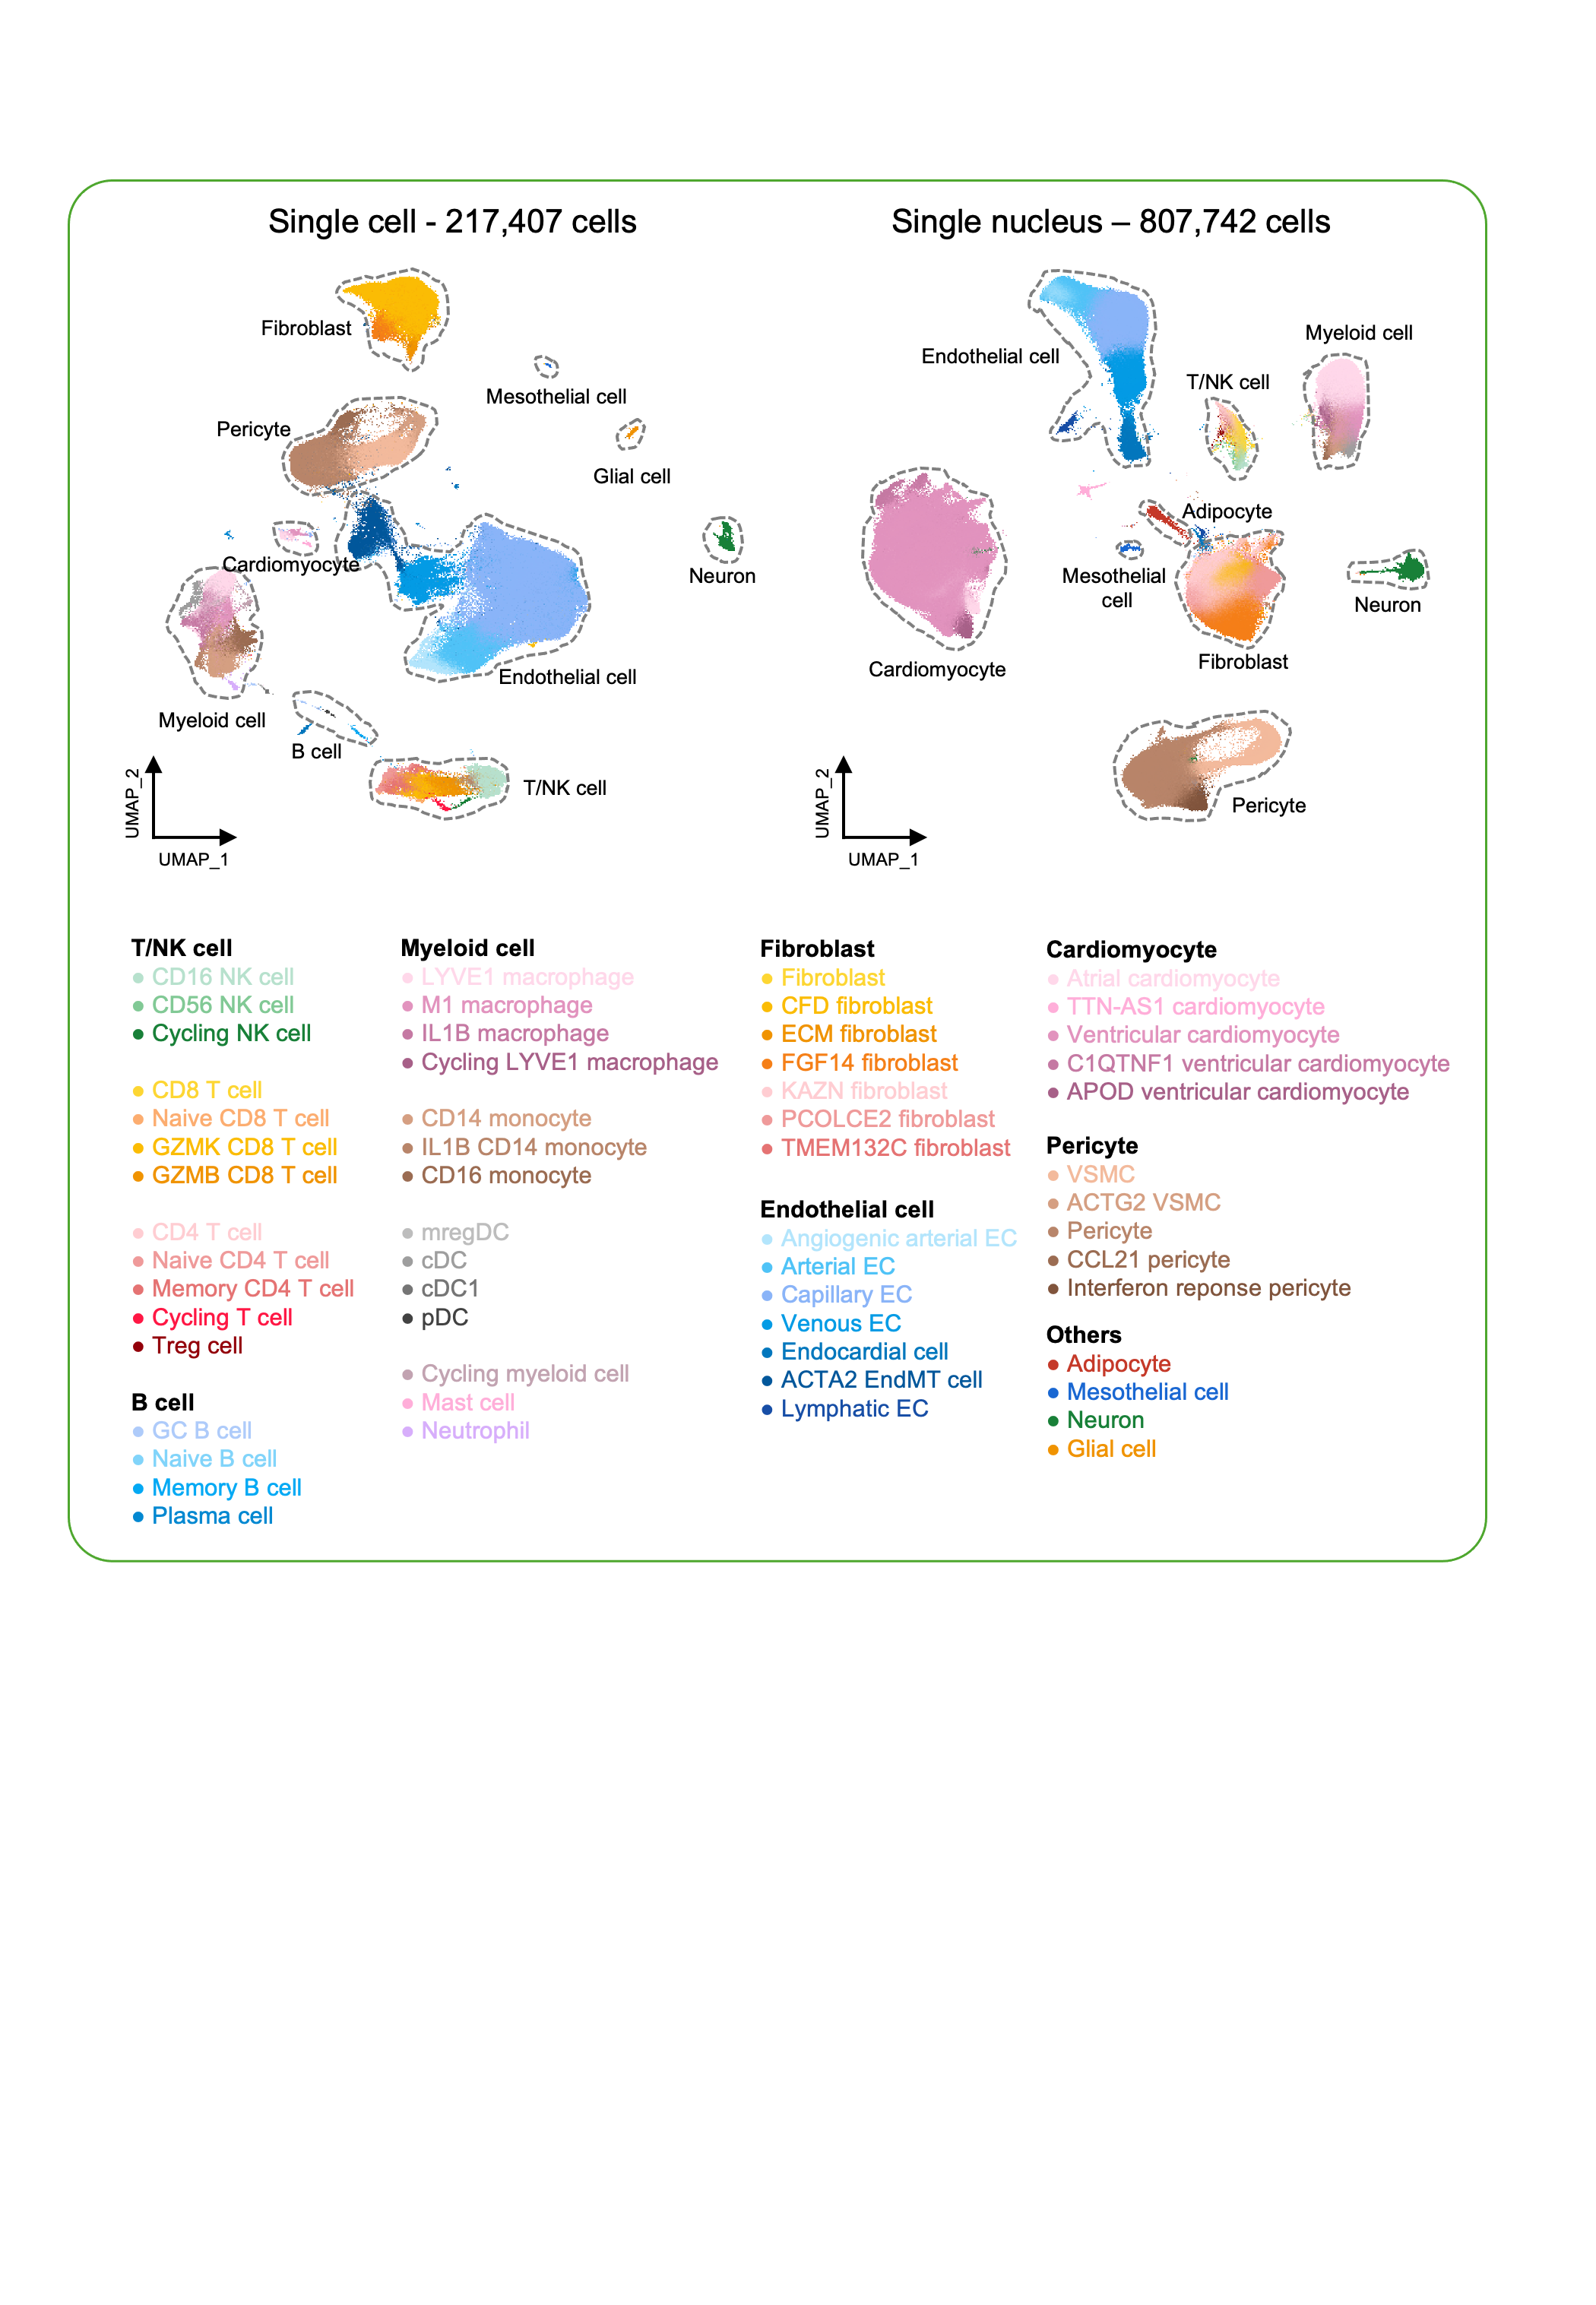 Single cell - 217,407 cells
Fibroblast
Mesothelial cell
Pericyte
Glial cell
Cardiomyocyte
Neuron
Endothelial cell
Myeloid cell
B cell
T/NK cell
UMAP_2
UMAP_1
Single nucleus – 807,742 cells
Myeloid cell
Endothelial cell
T/NK cell
Adipocyte
Mesothelial
cell
Neuron
Fibroblast
Cardiomyocyte
Pericyte
UMAP_2
UMAP_1
T/NK cell
CD16 NK cell
CD56 NK cell
Cycling NK cell
CD8 T cell
Naive CD8 T cell
GZMK CD8 T cell
GZMB CD8 T cell
CD4 T cell
Naive CD4 T cell
Memory CD4 T cell
Cycling T cell
Treg cell
B cell
GC B cell
Naive B cell
Memory B cell
Plasma cell
Myeloid cell
LYVE1 macrophage
M1 macrophage
IL1B macrophage
Cycling LYVE1 macrophage
CD14 monocyte
IL1B CD14 monocyte
CD16 monocyte
mregDC
cDC
cDC1
pDC
Cycling myeloid cell
Mast cell
Neutrophil
Fibroblast
Fibroblast
CFD fibroblast
ECM fibroblast
FGF14 fibroblast
KAZN fibroblast
PCOLCE2 fibroblast
TMEM132C fibroblast
Endothelial cell
Angiogenic arterial EC
Arterial EC
Capillary EC
Venous EC
Endocardial cell
ACTA2 EndMT cell
Lymphatic EC
Cardiomyocyte
Atrial cardiomyocyte
TTN-AS1 cardiomyocyte
Ventricular cardiomyocyte
C1QTNF1 ventricular cardiomyocyte
APOD ventricular cardiomyocyte
Pericyte
VSMC
ACTG2 VSMC
Pericyte
CCL21 pericyte
Interferon reponse pericyte
Others
Adipocyte
Mesothelial cell
Neuron
Glial cell